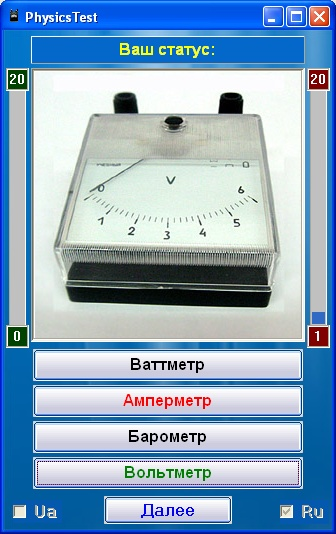 PhysicsTest
Ваш статус:
20
20
V
0
1
2
3
4
5
6
0
1
Ваттметр
Амперметр
Барометр
Вольтметр
Ua
Далее
Ru